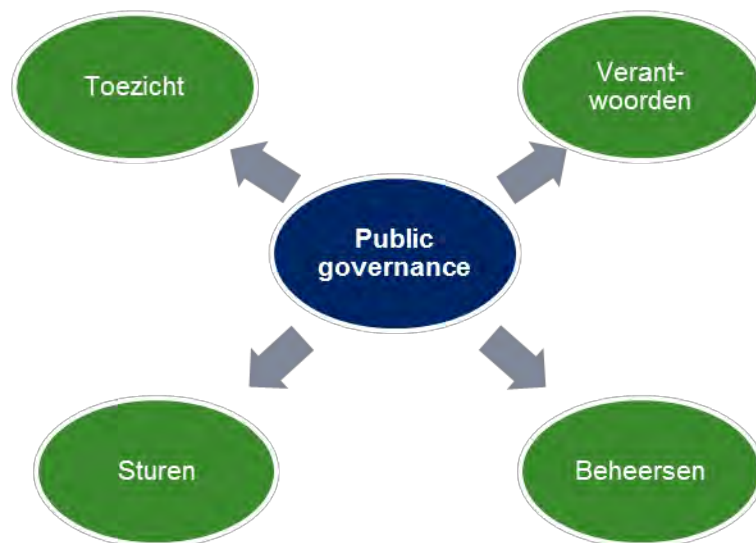 Toezicht
Verant-
woorden
Public
governance
Sturen
Beheersen